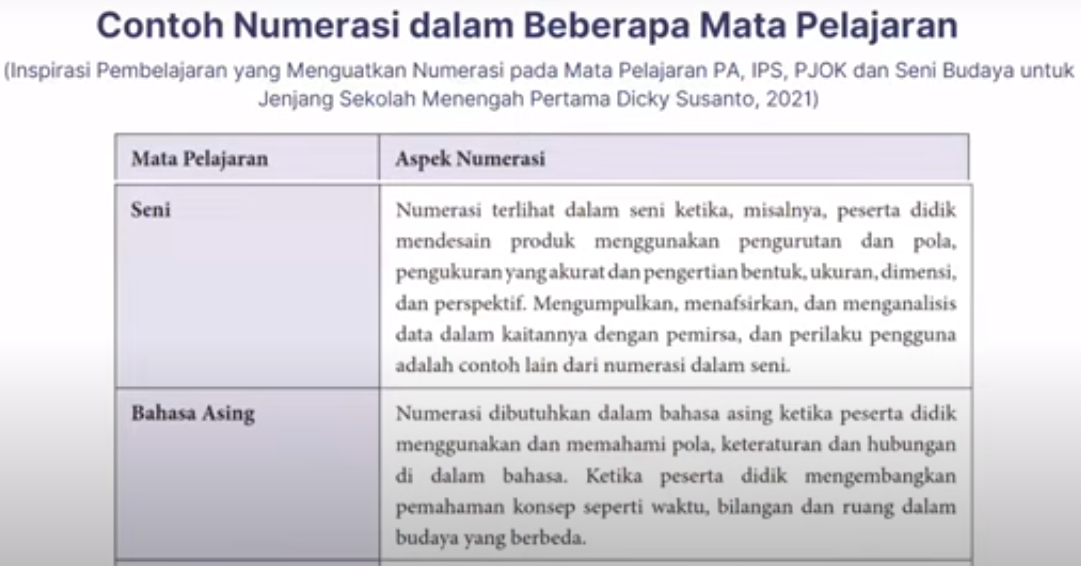 Contoh Numerasi dalam Beberapa Mata Pelajaran
(Inspirasi Pembelajaran yang Menguatkan Numerasi pada Mata Pelajaran PA, IPS, PJOK dan Seni Budaya untuk
Jenjang Sekolah Menengah Pertama Dicky Susanto, 2021)
Mata Pelajaran
Aspek Numerasi
Seni
Numerasi terlihat dalam seni ketika, misalnya, peserta didik
mendesain produk menggunakan pengurutan dan pola,
pengukuran yang akurat dan pengertian bentuk, ukuran, dimensi,
dan perspektif. Mengumpulkan, menafsirkan, dan menganalisis
data dalam kaitannya dengan pemirsa, dan perilaku pengguna
adalah contoh lain dari numerasi dalam seni.
Bahasa Asing
Numerasi dibutuhkan dalam bahasa asing ketika peserta didik
menggunakan dan memahami pola, keteraturan dan hubungan
di dalam bahasa. Ketika peserta didik mengembangkan
pemahaman konsep seperti waktu, bilangan dan ruang dalam
budaya yang berbeda.